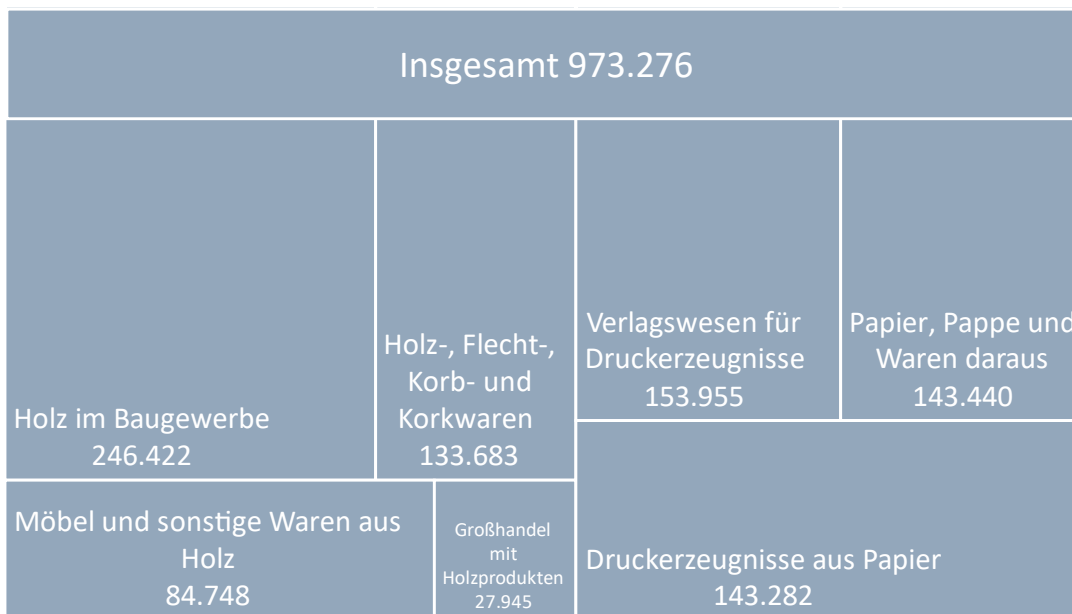 Insgesamt 973.276
Holz im Baugewerbe
246.422
Holz-, Flecht-,
Korb- und
Korkwaren
133.683
Verlagswesen für
Druckerzeugnisse
153.955
Papier, Pappe und
Waren daraus
143.440
Möbel und sonstige Waren aus
Holz
84.748
Großhandel
mit
Holzprodukten
27.945
Druckerzeugnisse aus Papier
143.282